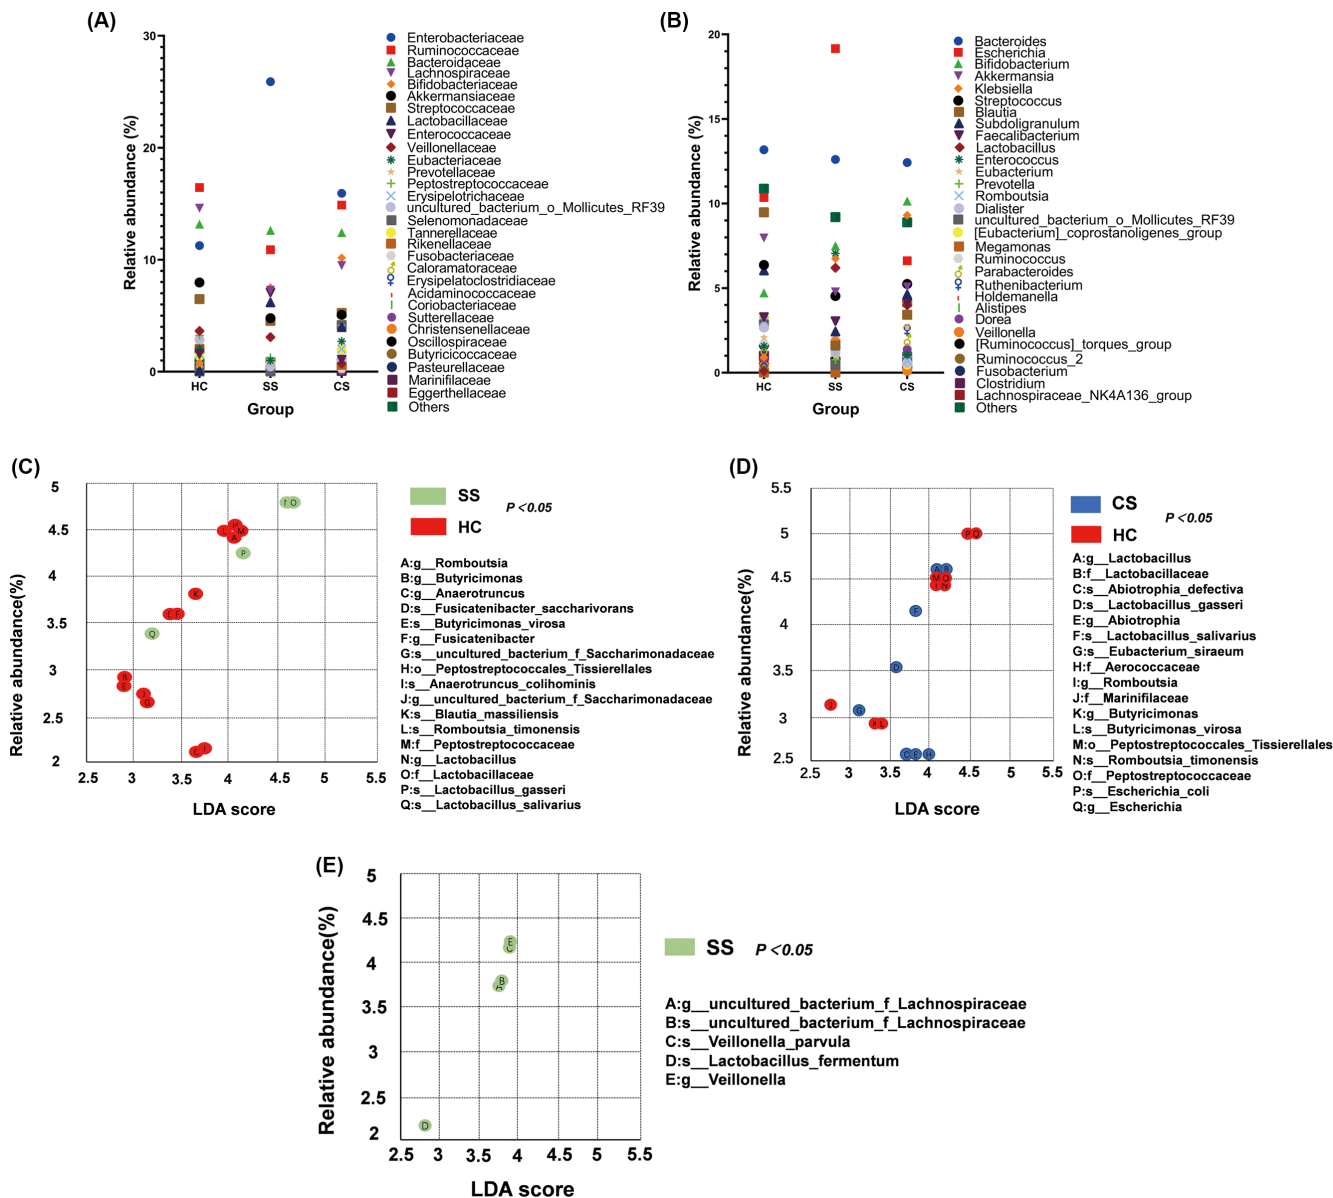 (A)
30
20
10
0
Relative abundance (%)
HC
SS
CS
Group
Enterobacteriaceae
Ruminococcaceae
Bacteroidaceae
Lachnospiraceae
Bifidobacteriaceae
Akkermansiaceae
Streptococcaceae
Lactobacillaceae
Enterococcaceae
Veillonellaceae
Eubacteriaceae
Prevotellaceae
Peptostreptococcaceae
Erysipelotrichaceae
uncultured_bacterium_o_Mollicutes_RF39
Selenomonadaceae
Tannerellaceae
Rikenellaceae
Fusobacteriaceae
Caloramatoraceae
Erysipelatoclostridiaceae
Acidaminococcaceae
Coriobacteriaceae
Sutterellaceae
Christensenellaceae
Oscillospiraceae
Butyricicoccaceae
Pasteurellaceae
Marinifilaceae
Eggerthellaceae
Others
(B)
20
15
10
5
0
Relative abundance (%)
HC
SS
CS
Group
Bacteroides
Escherichia
Bifidobacterium
Akkermansia
Klebsiella
Streptococcus
Blautia
Subdoligranulum
Faecalibacterium
Lactobacillus
Enterococcus
Eubacterium
Prevotella
Romboutsia
Dialister
uncultured_bacterium_o_Mollicutes_RF39
[Eubacterium]_coprostanoligenes_group
Megamonas
Ruminococcus
Parabacteroides
Ruthenibacterium
Holdemanella
Alistipes
Dorea
Veillonella
[Ruminococcus]_torques_group
Ruminococcus_2
Fusobacterium
Clostridium
Lachnospiraceae_NK4A136_group
Others
(C)
5
4.5
4
3.5
3
2.5
2
Relative abundance(%)
2.5 3 3.5 4 4.5 5 5.5
LDA score
O
H
M
A
P
K
F
Q
B
E
J
G
C
I
SS
HC
P<0.05
A:g__Romboutsia
B:g__Butyricimonas
C:g__Anaerotruncus
D:s__Fusicatenibacter_saccharivorans
E:s__Butyricimonas_virosa
F:g__Fusicatenibacter
G:s__uncultured_bacterium_f_Saccharimonadaceae
H:o__Peptostreptococcales_Tissierellales
I:s__Anaerotruncus_colihominis
J:g__uncultured_bacterium_f_Saccharimonadaceae
K:s__Blautia_massiliensis
L:s__Romboutsia_timonensis
M:f__Peptostreptococcaceae
N:g__Lactobacillus
O:f__Lactobacillaceae
P:s__Lactobacillus_gasseri
Q:s__Lactobacillus_salivarius
(D)
5.5
5
4.5
4
3.5
3
2.5
Relative abundance(%)
2.5 3 3.5 4 4.5 5 5.5
LDA score
P Q
A B
M O
I N
F
D
J
G
K L
C E H
CS
HC
P<0.05
A:g__Lactobacillus
B:f__Lactobacillaceae
C:s__Abiotrophia_defectiva
D:s__Lactobacillus_gasseri
E:g__Abiotrophia
F:s__Lactobacillus_salivarius
G:s__Eubacterium_siraeum
H:f__Aerococcaceae
I:g__Romboutsia
J:f__Marinifilaceae
K:g__Butyricimonas
L:s__Butyricimonas_virosa
M:o__Peptostreptococcales_Tissierellales
N:s__Romboutsia_timonensis
O:f__Peptostreptococcaceae
P:s__Escherichia_coli
Q:g__Escherichia
(E)
5
4.5
4
3.5
3
2.5
2
Relative abundance(%)
2.5 3 3.5 4 4.5 5 5.5
LDA score
E
C
B
A
D
SS
P<0.05
A:g__uncultured_bacterium_f_Lachnospiraceae
B:s__uncultured_bacterium_f_Lachnospiraceae
C:s__Veillonella_parvula
D:s__Lactobacillus_fermentum
E:g__Veillonella